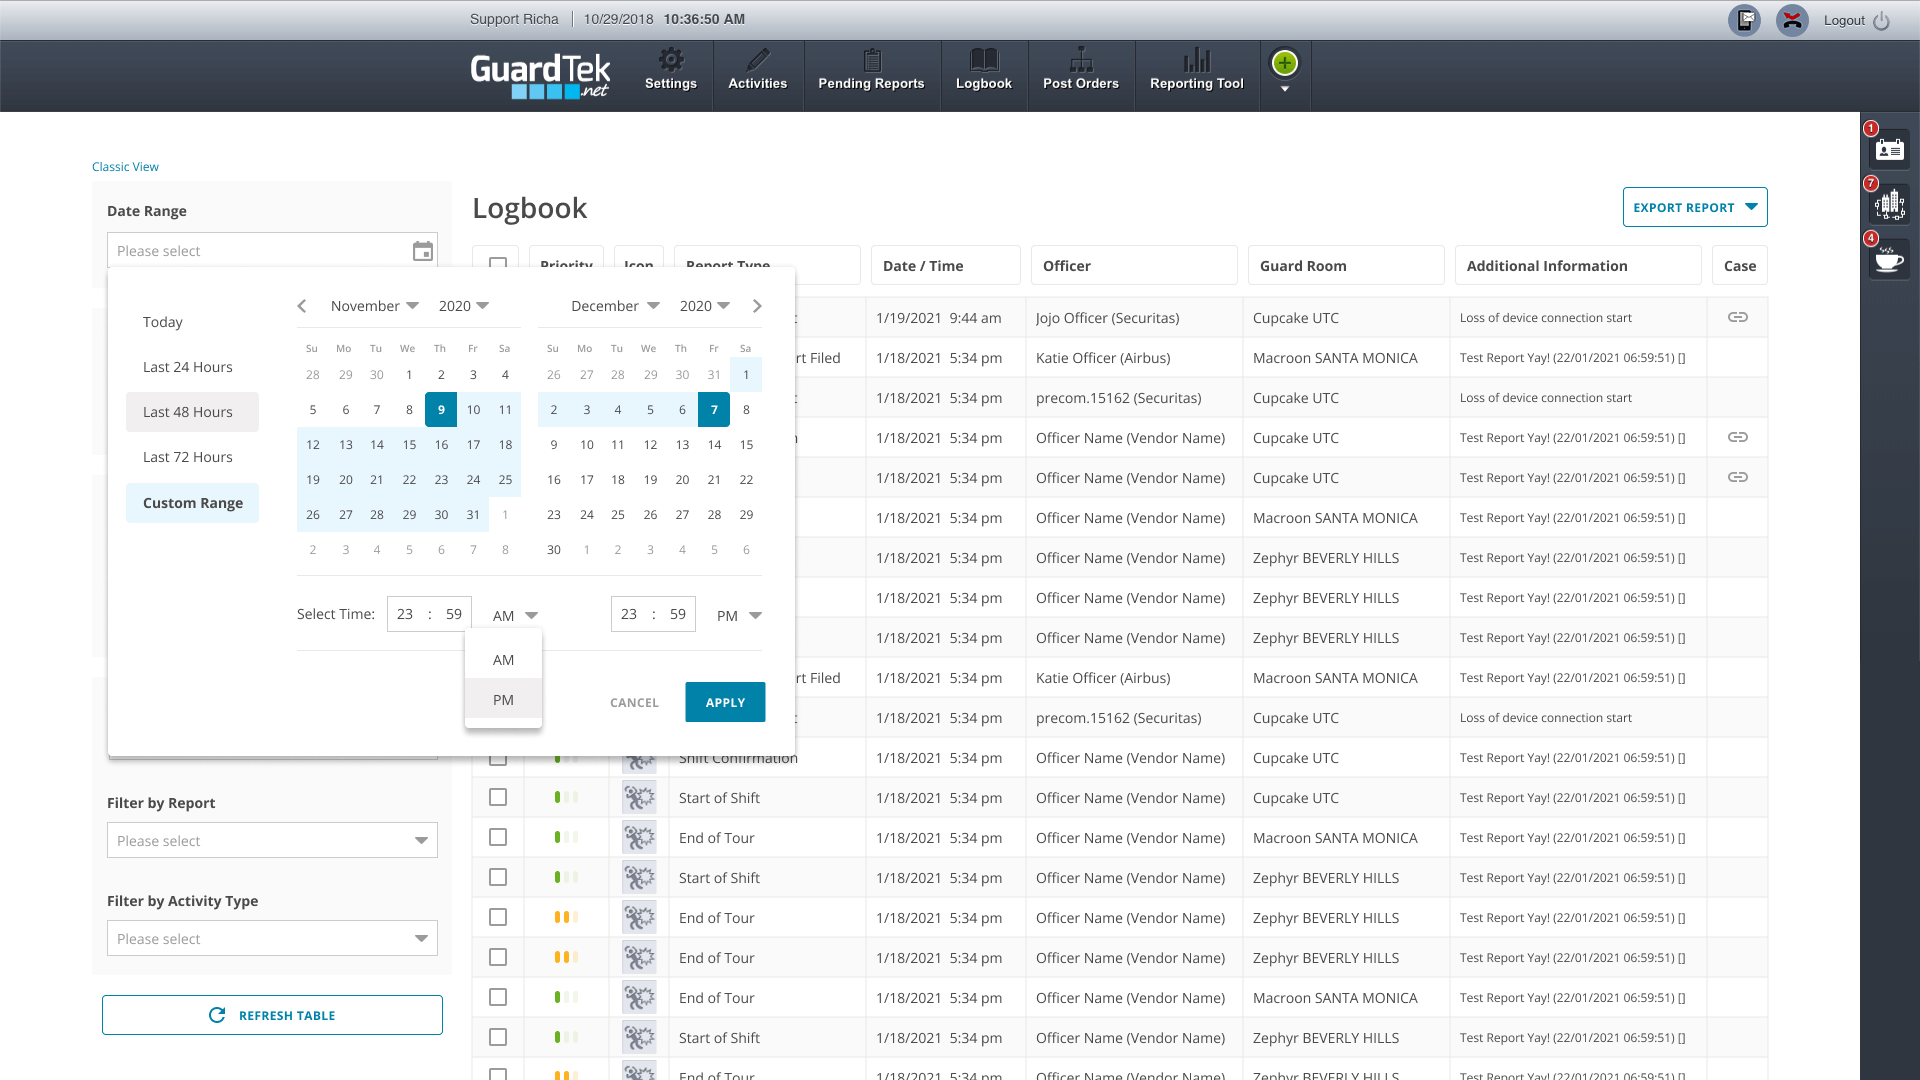 Support Richa 10/29/2018 10:36:50 AM
Logout
GuardTek.net
Settings Activities Pending Reports Logbook Post Orders Reporting Tool
1
7
4
Classic View
Date Range
Please select
Today
Last 24 Hours
Last 48 Hours
Last 72 Hours
Custom Range
November 2020
Su Mo Tu We Th Fr Sa
28 29 30 1 2 3 4
5 6 7 8 9 10 11
12 13 14 15 16 17 18
19 20 21 22 23 24 25
26 27 28 29 30 31 1
2 3 4 5 6 7 8
December 2020
Su Mo Tu We Th Fr Sa
26 27 28 29 30 31 1
2 3 4 5 6 7 8
9 10 11 12 13 14 15
16 17 18 19 20 21 22
23 24 25 26 27 28 29
30 1 2 3 4 5 6
Select Time: 23 : 59 AM 23 : 59 PM
AM
PM
CANCEL APPLY
Filter by Report
Please select
Filter by Activity Type
Please select
REFRESH TABLE
Logbook
EXPORT REPORT
Priority Icon Report Type Date / Time Officer Guard Room Additional Information Case
1/19/2021 9:44 am Jojo Officer (Securitas) Cupcake UTC Loss of device connection start
Filed 1/18/2021 5:34 pm Katie Officer (Airbus) Macroon SANTA MONICA Test Report Yay! (22/01/2021 06:59:51) []
1/18/2021 5:34 pm precom.15162 (Securitas) Cupcake UTC Loss of device connection start
1/18/2021 5:34 pm Officer Name (Vendor Name) Cupcake UTC Test Report Yay! (22/01/2021 06:59:51) []
1/18/2021 5:34 pm Officer Name (Vendor Name) Cupcake UTC Test Report Yay! (22/01/2021 06:59:51) []
1/18/2021 5:34 pm Officer Name (Vendor Name) Macroon SANTA MONICA Test Report Yay! (22/01/2021 06:59:51) []
1/18/2021 5:34 pm Officer Name (Vendor Name) Zephyr BEVERLY HILLS Test Report Yay! (22/01/2021 06:59:51) []
1/18/2021 5:34 pm Officer Name (Vendor Name) Zephyr BEVERLY HILLS Test Report Yay! (22/01/2021 06:59:51) []
1/18/2021 5:34 pm Officer Name (Vendor Name) Zephyr BEVERLY HILLS Test Report Yay! (22/01/2021 06:59:51) []
Filed 1/18/2021 5:34 pm Katie Officer (Airbus) Macroon SANTA MONICA Test Report Yay! (22/01/2021 06:59:51) []
1/18/2021 5:34 pm precom.15162 (Securitas) Cupcake UTC Loss of device connection start
Shift Confirmation 1/18/2021 5:34 pm Officer Name (Vendor Name) Cupcake UTC Test Report Yay! (22/01/2021 06:59:51) []
Start of Shift 1/18/2021 5:34 pm Officer Name (Vendor Name) Cupcake UTC Test Report Yay! (22/01/2021 06:59:51) []
End of Tour 1/18/2021 5:34 pm Officer Name (Vendor Name) Macroon SANTA MONICA Test Report Yay! (22/01/2021 06:59:51) []
Start of Shift 1/18/2021 5:34 pm Officer Name (Vendor Name) Zephyr BEVERLY HILLS Test Report Yay! (22/01/2021 06:59:51) []
End of Tour 1/18/2021 5:34 pm Officer Name (Vendor Name) Zephyr BEVERLY HILLS Test Report Yay! (22/01/2021 06:59:51) []
End of Tour 1/18/2021 5:34 pm Officer Name (Vendor Name) Zephyr BEVERLY HILLS Test Report Yay! (22/01/2021 06:59:51) []
End of Tour 1/18/2021 5:34 pm Officer Name (Vendor Name) Macroon SANTA MONICA Test Report Yay! (22/01/2021 06:59:51) []
Start of Shift 1/18/2021 5:34 pm Officer Name (Vendor Name) Zephyr BEVERLY HILLS Test Report Yay! (22/01/2021 06:59:51) []
End of Tour 1/18/2021 5:34 pm Officer Name (Vendor Name) Zephyr BEVERLY HILLS Test Report Yay! (22/01/2021 06:59:51) []